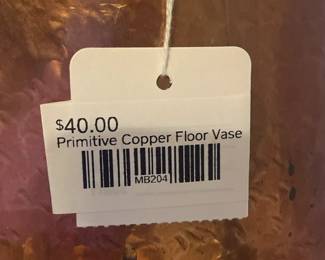 $40.00
Primitive Copper Floor Vase
MB204